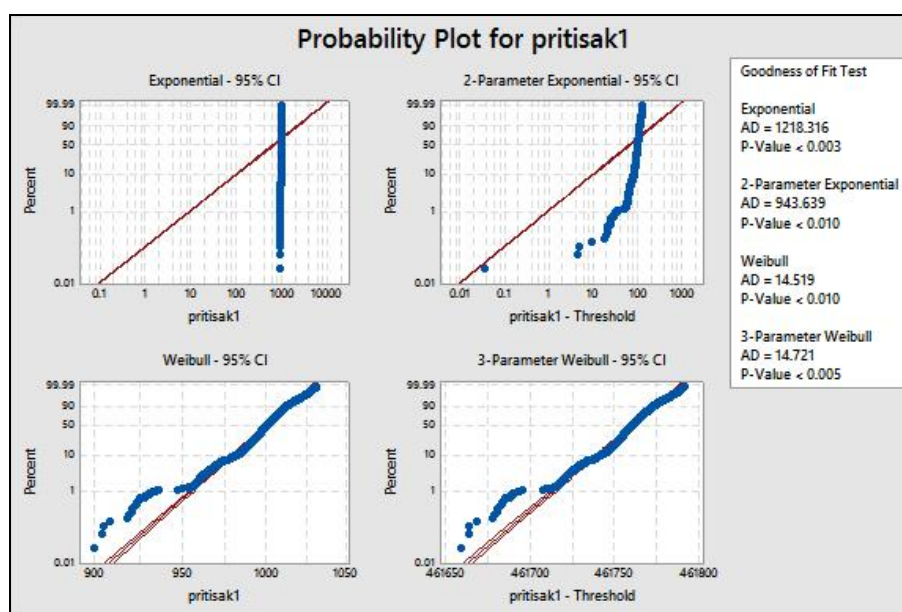 Probability Plot for pritisak1
Exponential - 95% CI
99.99
90
50
10
1
0.01
Percent
0.1 1 10 100 1000 10000
pritisak1
2-Parameter Exponential - 95% CI
99.99
90
50
10
1
0.01
Percent
0.01 0.1 1 10 100 1000
pritisak1 - Threshold
Weibull - 95% CI
99.99
90
50
10
1
0.01
Percent
900 950 1000 1050
pritisak1
3-Parameter Weibull - 95% CI
99.99
90
50
10
1
0.01
Percent
461650 461700 461750 461800
pritisak1 - Threshold
Goodness of Fit Test
Exponential
AD = 1218.316
P-Value < 0.003
2-Parameter Exponential
AD = 943.639
P-Value < 0.010
Weibull
AD = 14.519
P-Value < 0.010
3-Parameter Weibull
AD = 14.721
P-Value < 0.005